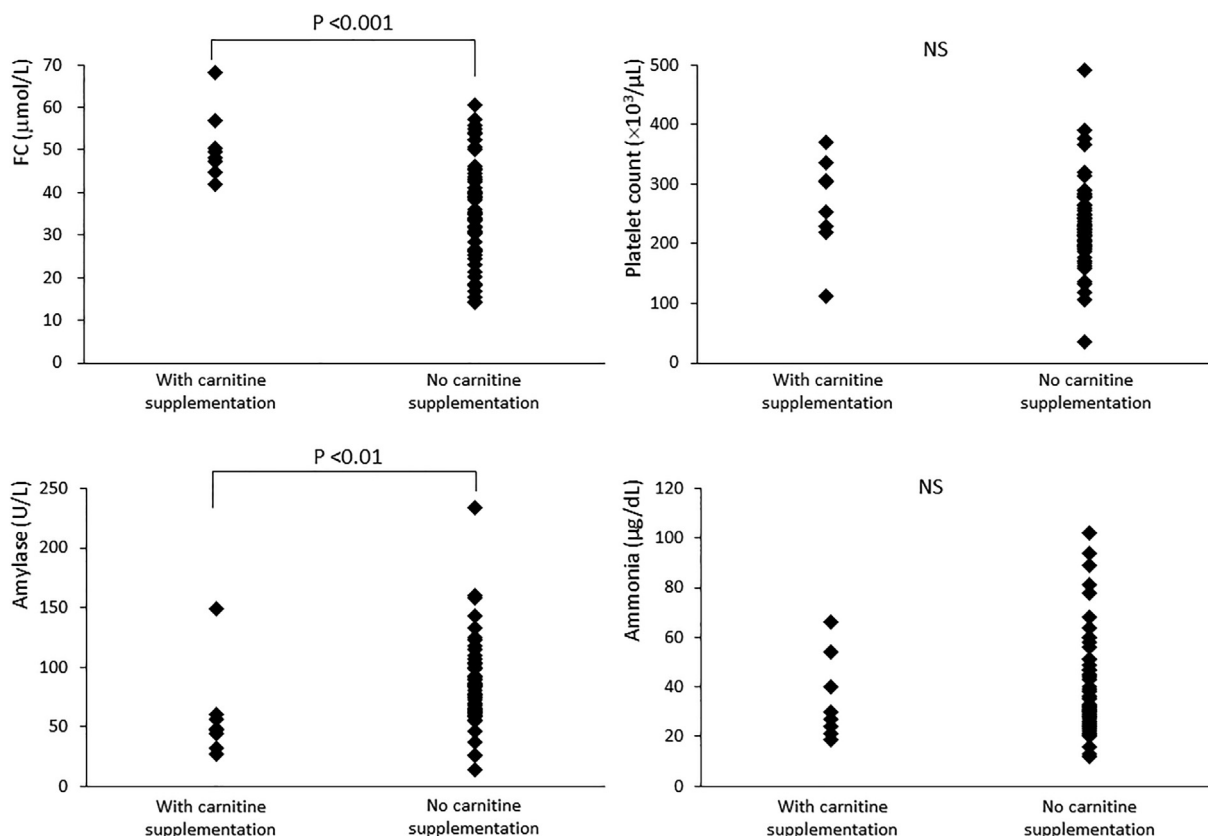 P <0.001
FC (μmol/L)
70
60
50
40
30
20
10
0
With carnitine
supplementation
No carnitine
supplementation
NS
Platelet count (×10³/μL)
500
400
300
200
100
0
With carnitine
supplementation
No carnitine
supplementation
P <0.01
Amylase (U/L)
250
200
150
100
50
0
With carnitine
supplementation
No carnitine
supplementation
NS
Ammonia (μg/dL)
120
100
80
60
40
20
0
With carnitine
supplementation
No carnitine
supplementation